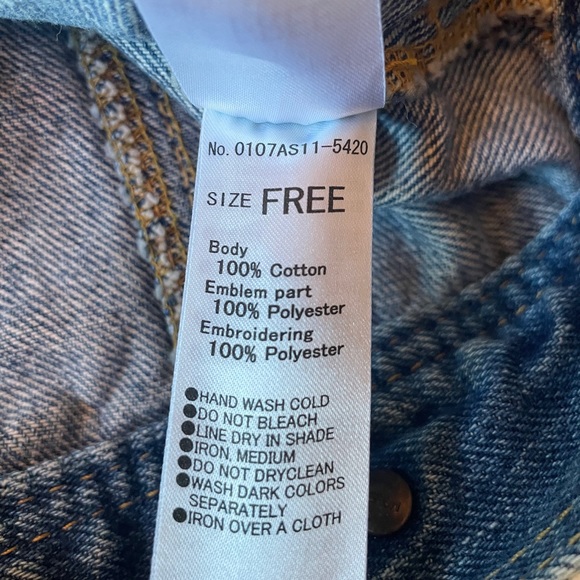 No. 0107AS11-5420
SIZE FREE
Body
100% Cotton
Emblem part
100% Polyester
Embroidering
100% Polyester
●HAND WASH COLD
●DO NOT BLEACH
●LINE DRY IN SHADE
●IRON. MEDIUM
●DO NOT DRYCLEAN
●WASH DARK COLORS
SEPARATELY
●IRON OVER A CLOTH